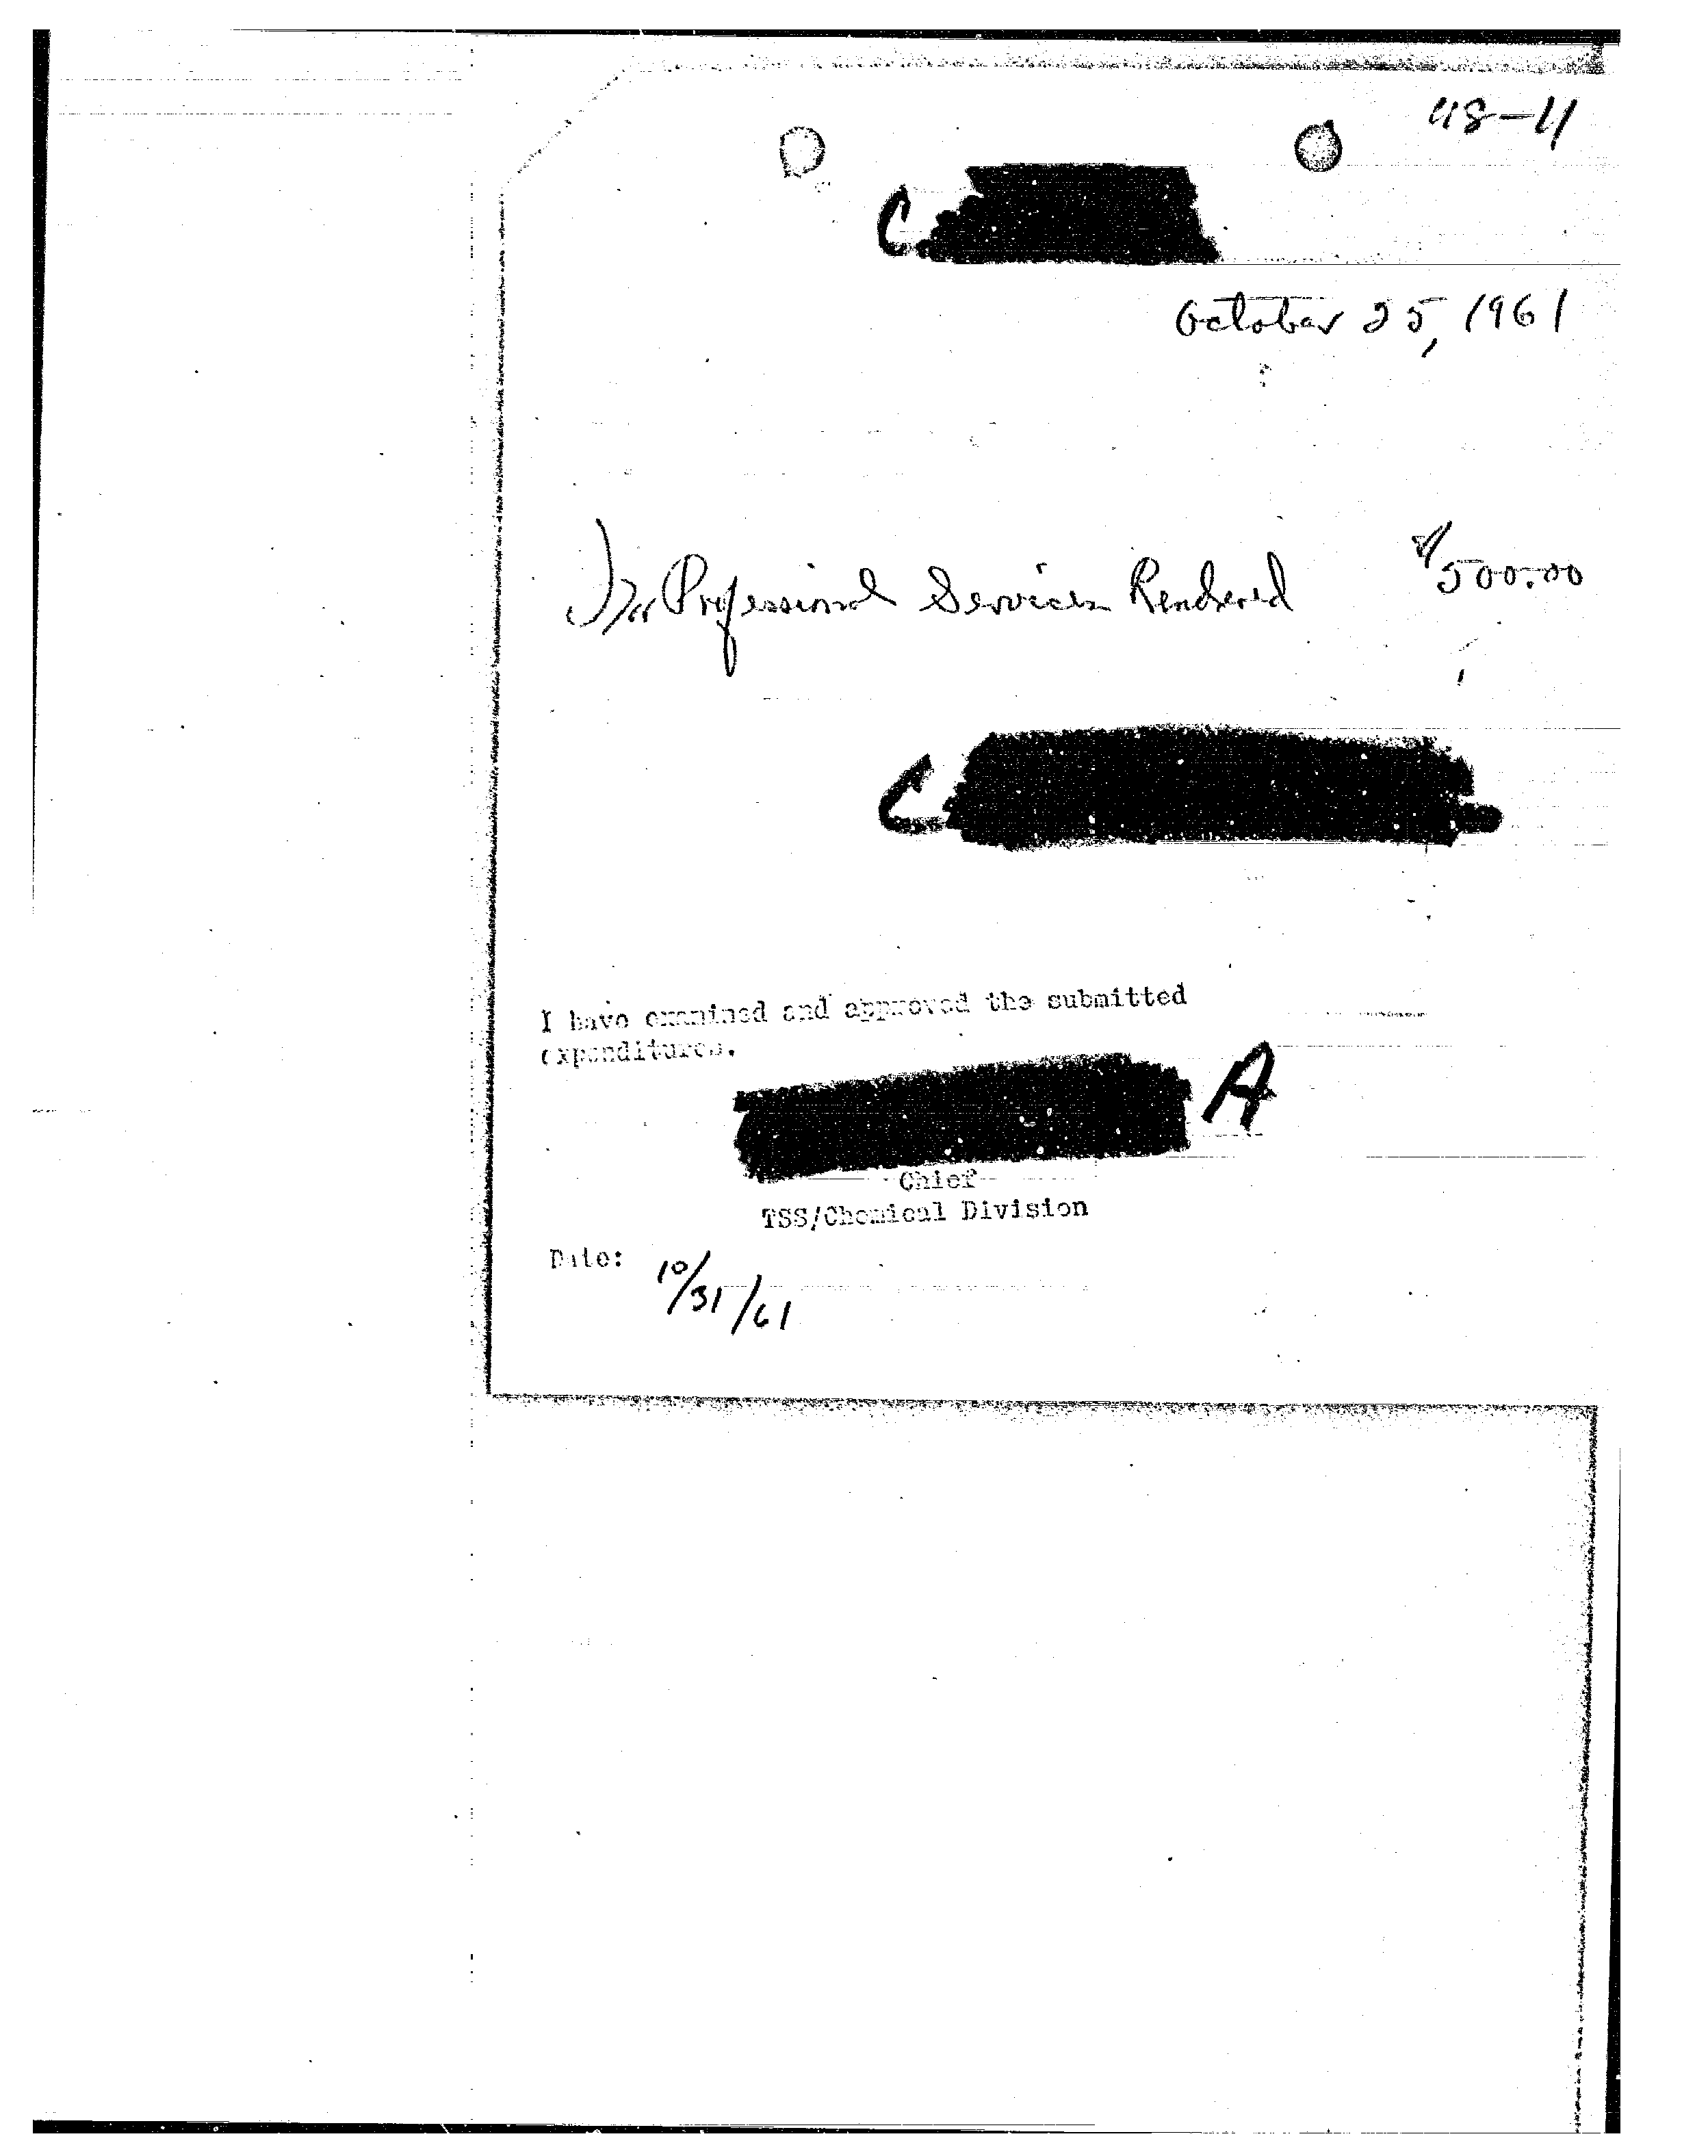 48-11
C
October 25, 1961
For Professional Services Rendered $500.00
C
I have examined and approved the submitted
expenditures.
A
Chief
TSS/Chemical Division
Date: 10/31/61